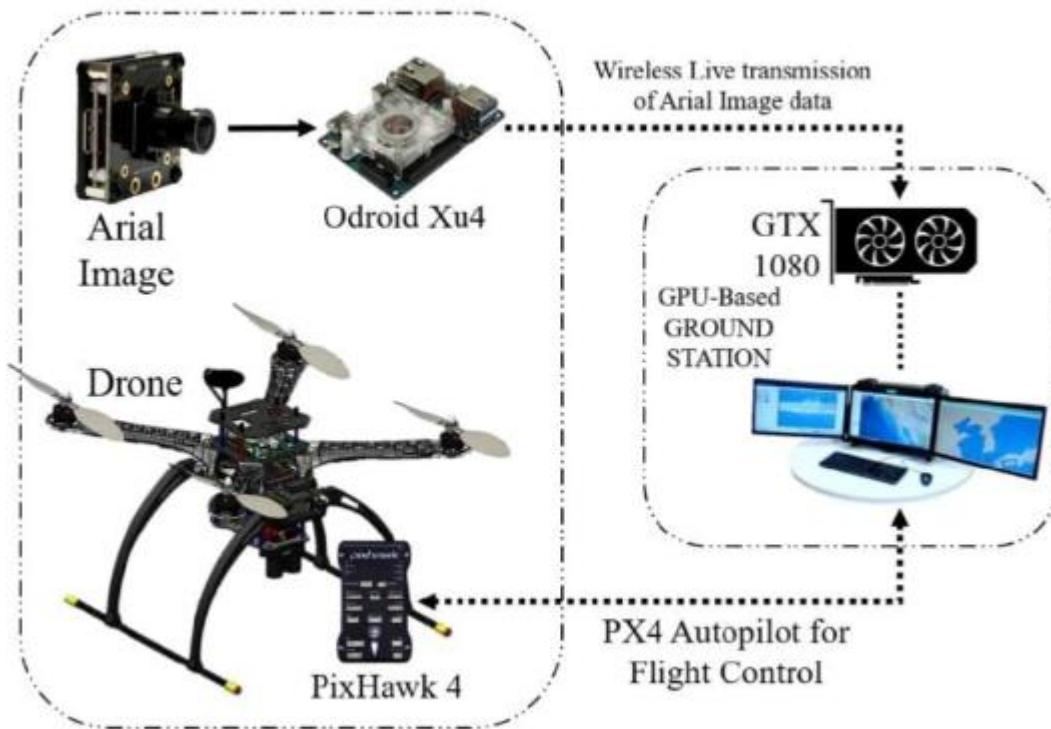 Wireless Live transmission
of Arial Image data
Arial
Image
Odroid Xu4
GTX
1080
GPU-Based
GROUND
STATION
Drone
pixhawk
PixHawk 4
PX4 Autopilot for
Flight Control